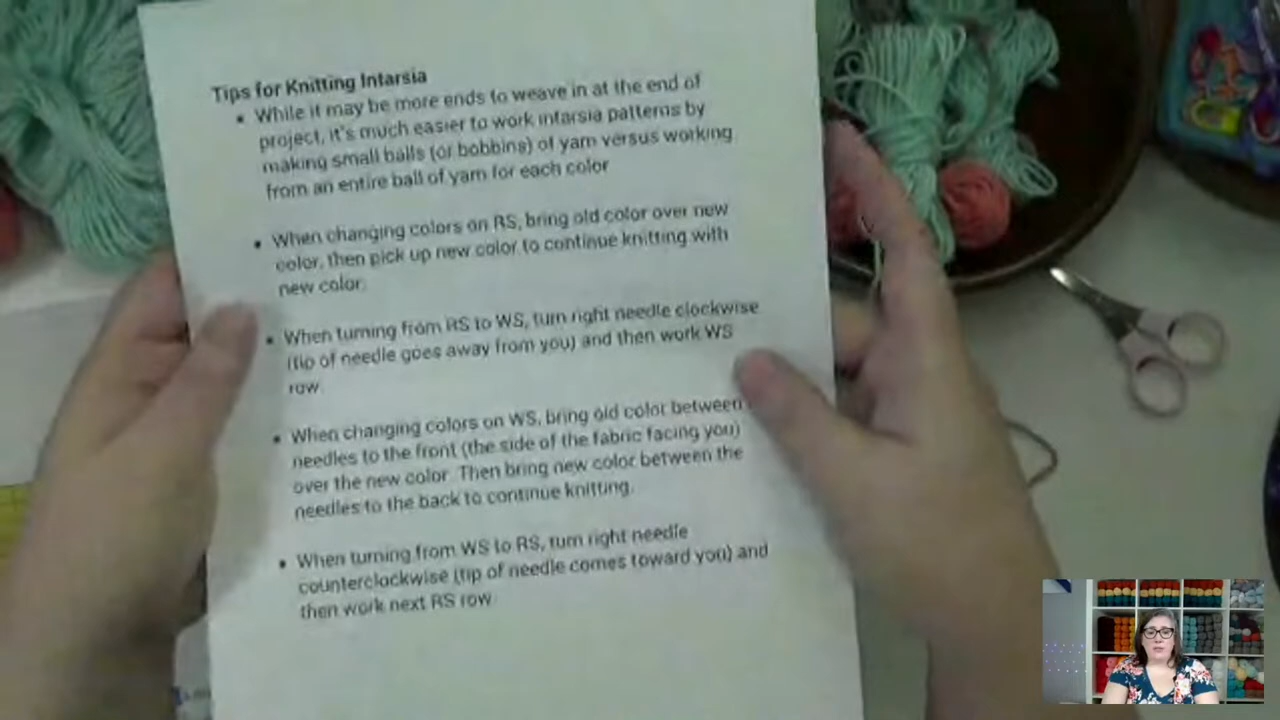 Tips for Knitting Intarsia
• While it may be more ends to weave in at the end of
project, it's much easier to work intarsia patterns by
making small balls (or bobbins) of yarn versus working
from an entire ball of yarn for each color
• When changing colors on RS, bring old color over new
color, then pick up new color to continue knitting with
new color.
• When turning from RS to WS, turn right needle clockwise
(tip of needle goes away from you) and then work WS
row.
• When changing colors on WS, bring old color between
needles to the front (the side of the fabric facing you)
over the new color. Then bring new color between the
needles to the back to continue knitting.
• When turning from WS to RS, turn right needle
counterclockwise (tip of needle comes toward you) and
then work next RS row.